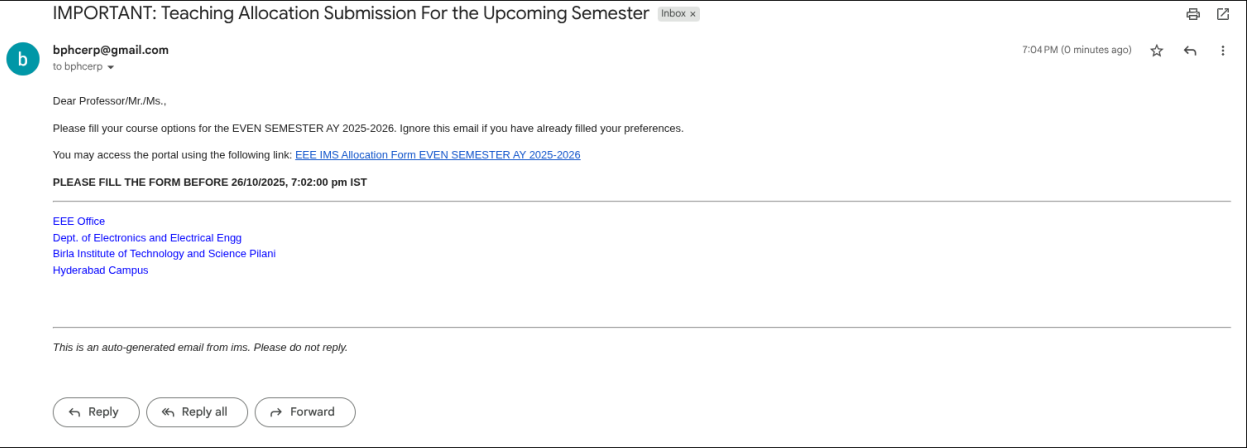 IMPORTANT: Teaching Allocation Submission For the Upcoming Semester Inbox ×
b
bphcerp@gmail.com 7:04 PM (0 minutes ago)
to bphcerp
Dear Professor/Mr./Ms.,
Please fill your course options for the EVEN SEMESTER AY 2025-2026. Ignore this email if you have already filled your preferences.
You may access the portal using the following link: EEE IMS Allocation Form EVEN SEMESTER AY 2025-2026
PLEASE FILL THE FORM BEFORE 26/10/2025, 7:02:00 pm IST
EEE Office
Dept. of Electronics and Electrical Engg
Birla Institute of Technology and Science Pilani
Hyderabad Campus
This is an auto-generated email from ims. Please do not reply.
Reply Reply all Forward